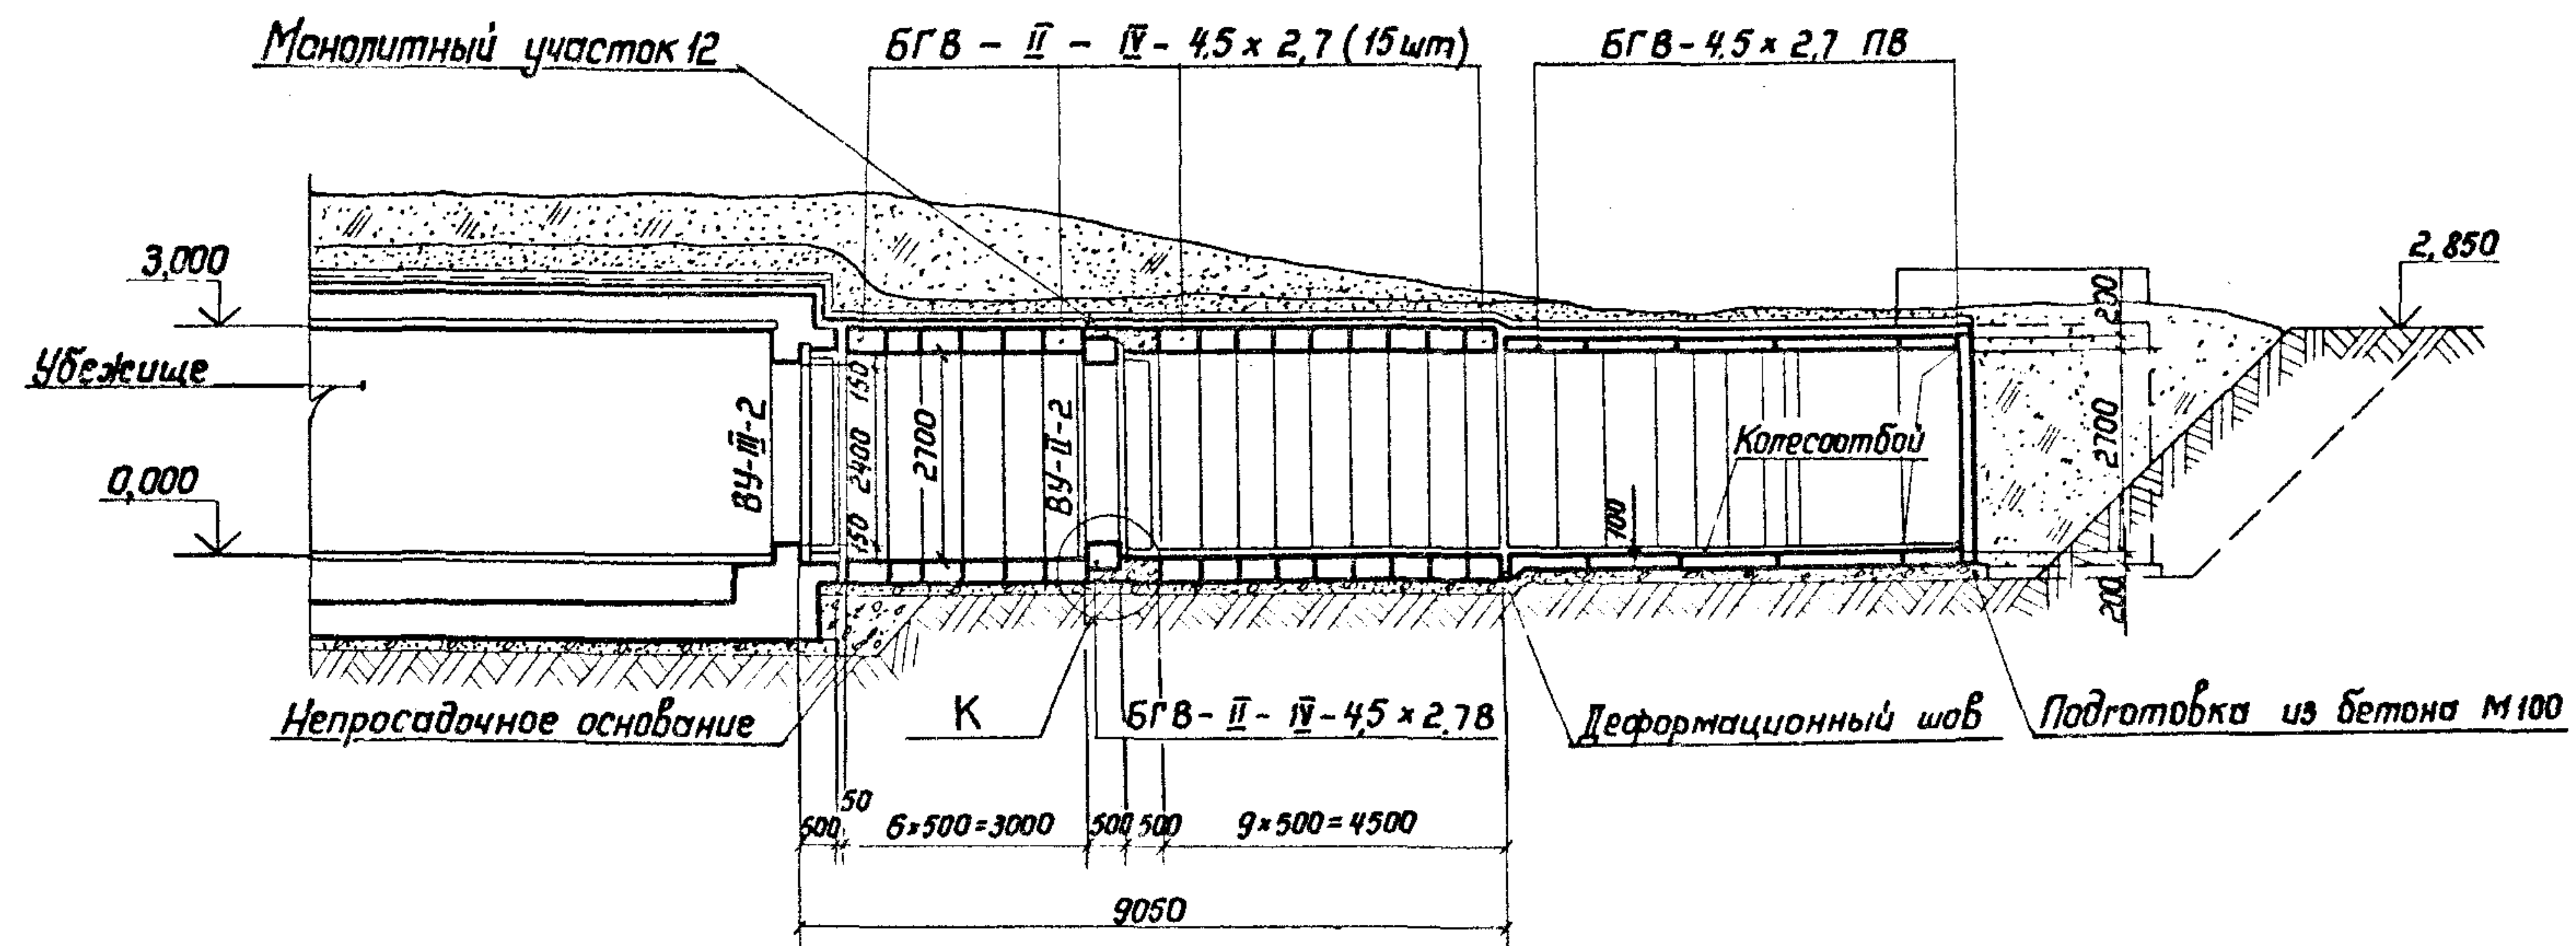 Монолитный участок 12
БГВ - II - IV - 4,5 x 2,7 (15 шт)
БГВ - 4,5 x 2,7 ПВ
3,000
2,850
Убежище
0,000
ВУ-III-2
150
2400
150
2700
ВУ-II-2
Колесоотбой
100
200
2700
200
Непросадочное основание
К
БГВ - II - IV - 4,5 x 2,7В
Деформационный шов
Подготовка из бетона М100
500
50
6x500=3000
500
500
9x500=4500
9050